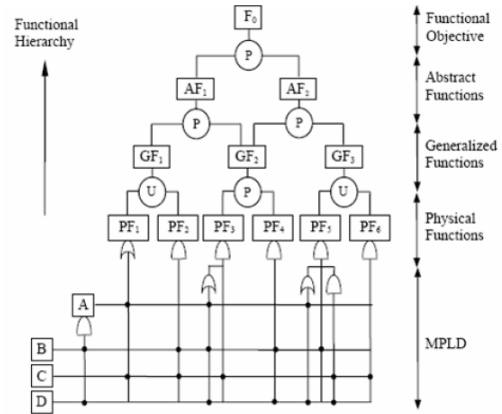 Functional
Hierarchy
F₀
P
AF₁
AF₂
P
P
GF₁
GF₂
GF₃
U
P
U
PF₁
PF₂
PF₃
PF₄
PF₅
PF₆
A
B
C
D
Functional
Objective
Abstract
Functions
Generalized
Functions
Physical
Functions
MPLD